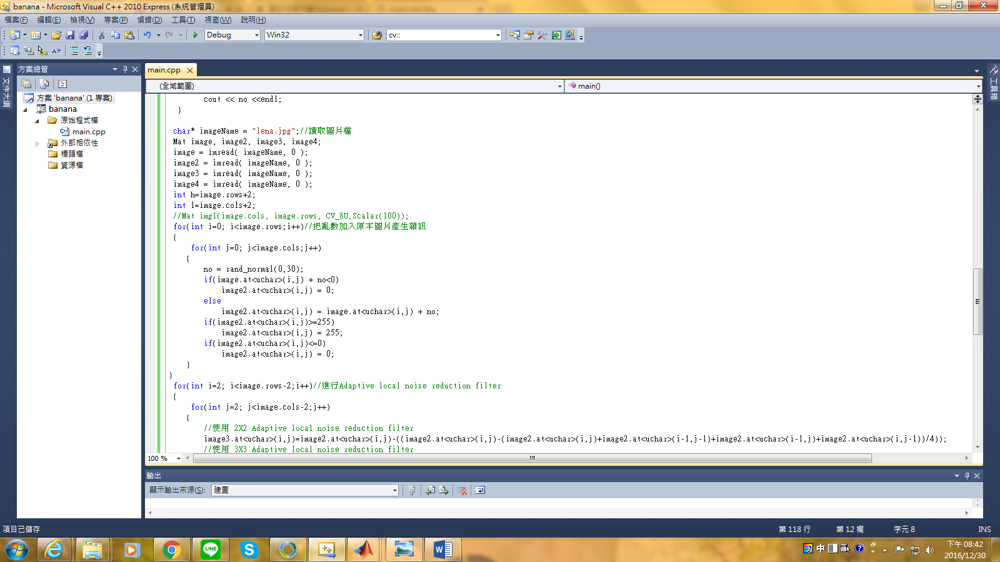 banana - Microsoft Visual C++ 2010 Express (系統管理員)
檔案(F) 編輯(E) 檢視(V) 專案(P) 偵錯(D) 工具(T) 視窗(W) 說明(H)
Debug Win32 cv::
方案總管
main.cpp
文件大綱
工具箱
(全域範圍) main()
方案 'banana' (1 專案)
banana
原始程式檔
main.cpp
外部相依性
標頭檔
資源檔
cout << no <<endl;
}
char* imageName = "lena.jpg";//讀取圖片檔
Mat image, image2, image3, image4;
image = imread( imageName, 0 );
image2 = imread( imageName, 0 );
image3 = imread( imageName, 0 );
image4 = imread( imageName, 0 );
int h=image.rows+2;
int l=image.cols+2;
//Mat img1(image.cols, image.rows, CV_8U,Scalar(100));
for(int i=0; i<image.rows;i++)//把亂數加入原本圖片產生雜訊
{
for(int j=0; j<image.cols;j++)
{
no = rand_normal(0,30);
if(image.at<uchar>(i,j) + no<0)
image2.at<uchar>(i,j) = 0;
else
image2.at<uchar>(i,j) = image.at<uchar>(i,j) + no;
if(image2.at<uchar>(i,j)>=255)
image2.at<uchar>(i,j) = 255;
if(image2.at<uchar>(i,j)<=0)
image2.at<uchar>(i,j) = 0;
}
}
for(int i=2; i<image.rows-2;i++)//進行Adaptive local noise reduction filter
{
for(int j=2; j<image.cols-2;j++)
{
//使用 2X2 Adaptive local noise reduction filter
image3.at<uchar>(i,j)=image2.at<uchar>(i,j)-((image2.at<uchar>(i,j)-(image2.at<uchar>(i,j)+image2.at<uchar>(i-1,j-1)+image2.at<uchar>(i-1,j)+image2.at<uchar>(i,j-1))/4));
//使用 3X3 Adaptive local noise reduction filter
100 %
輸出
顯示輸出來源(S): 建置
項目已儲存 第 118 行 第 12 欄 字元 8 INS
LINE
中
下午 08:42
2016/12/30